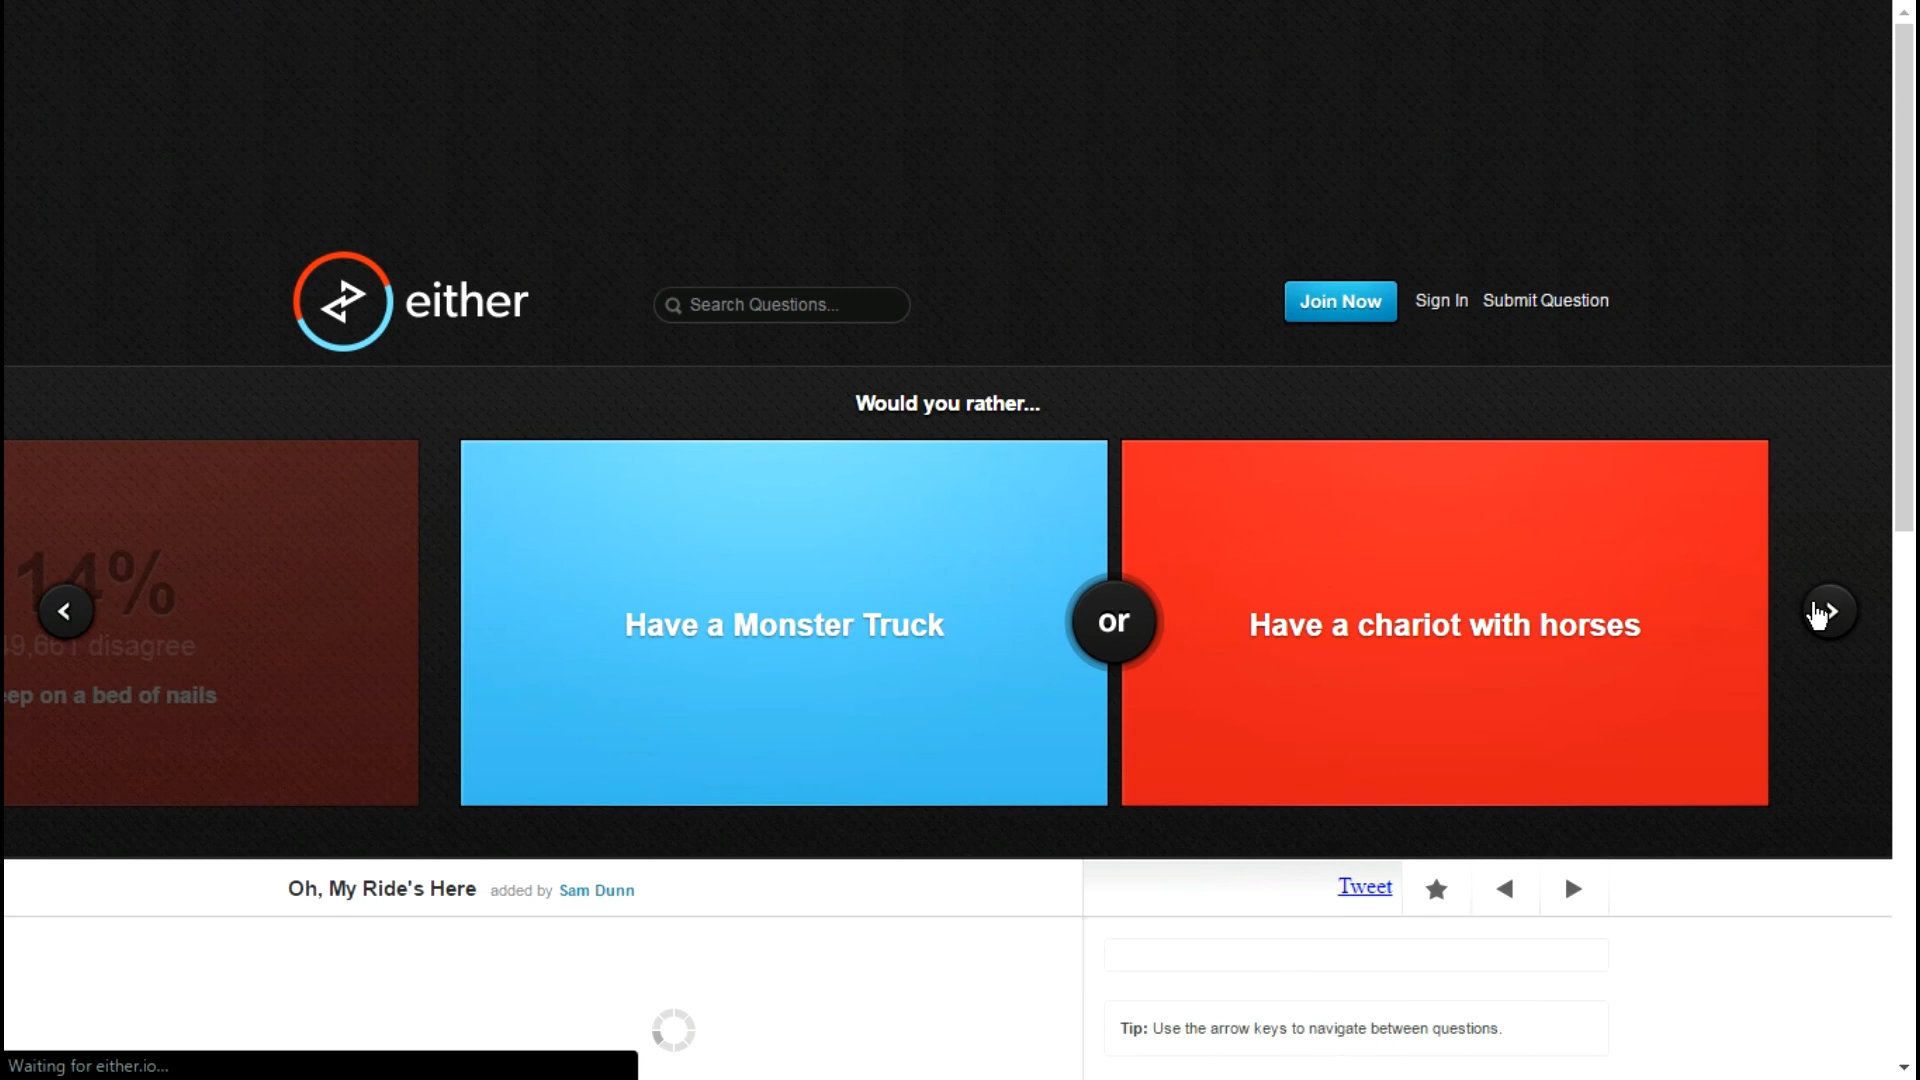 either
Search Questions...
Join Now
Sign In
Submit Question
Would you rather...
14%
disagree
on a bed of nails
Have a Monster Truck
or
Have a chariot with horses
Oh, My Ride's Here added by Sam Dunn
Tweet
Tip: Use the arrow keys to navigate between questions.
Waiting for either.io...